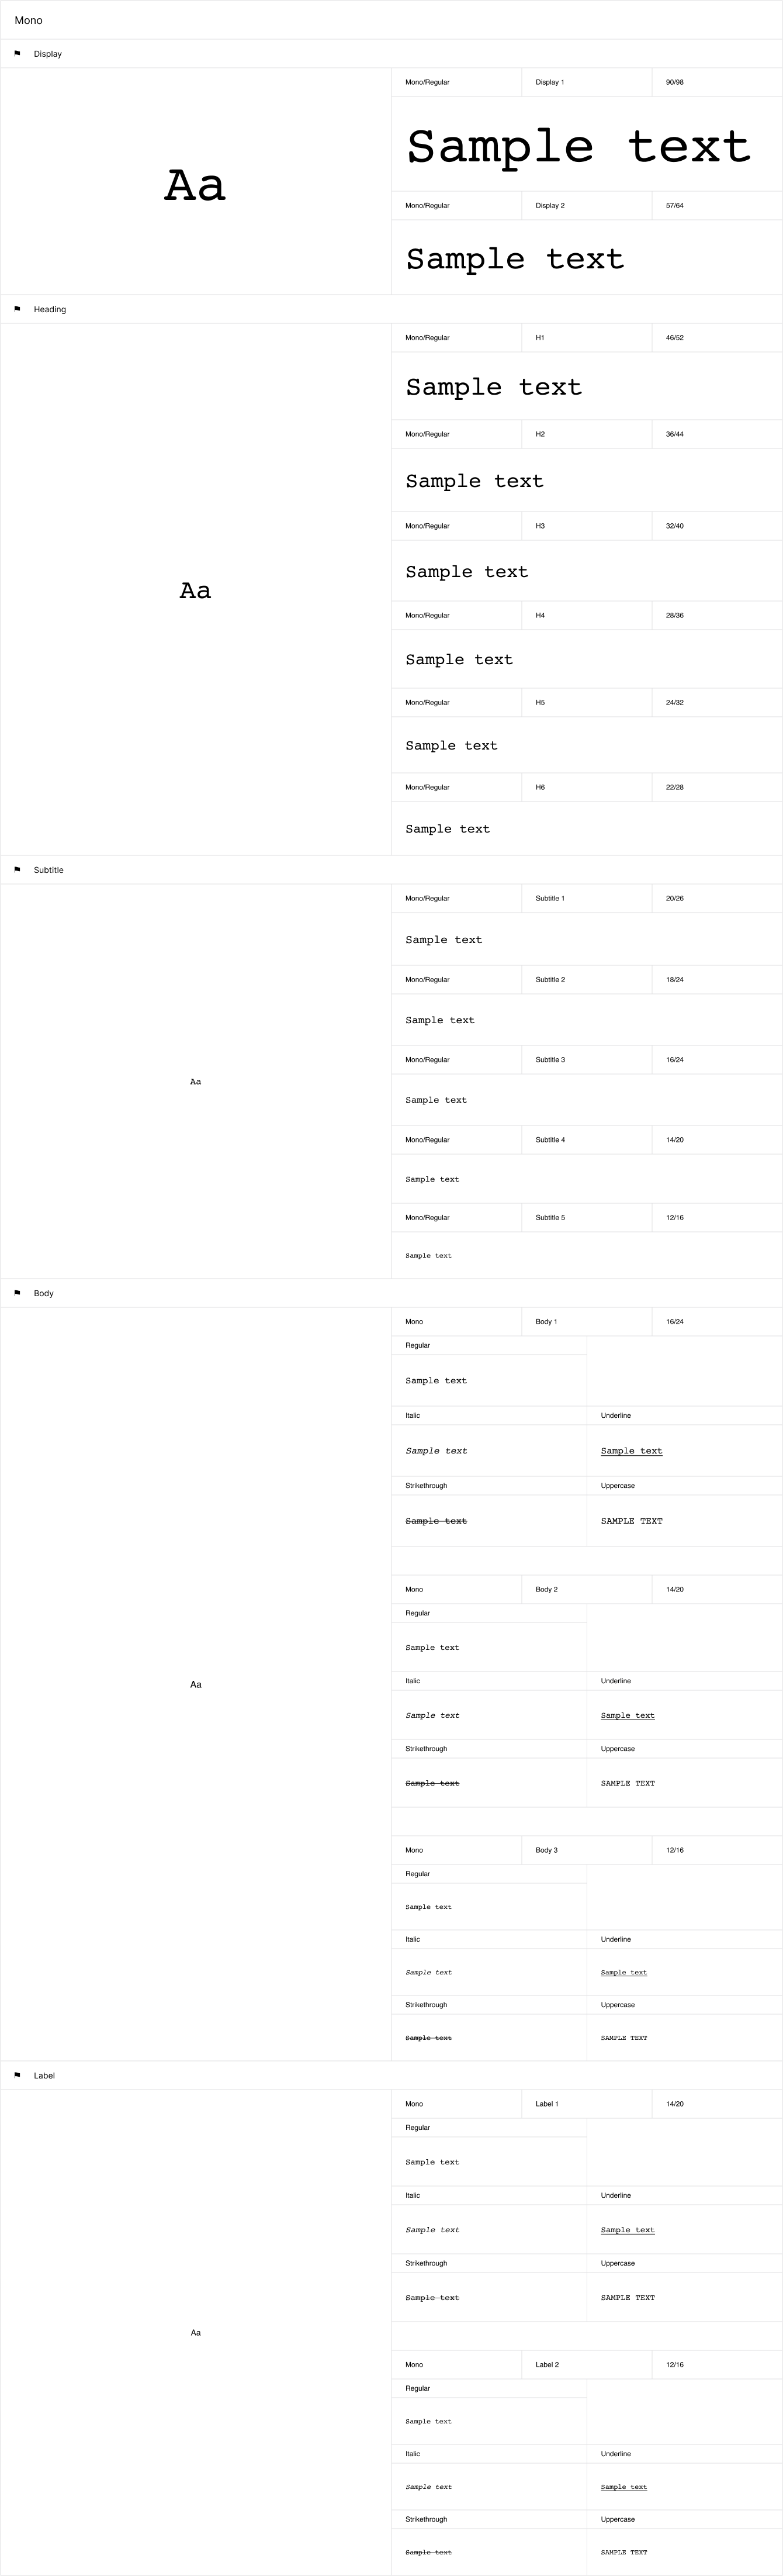 Mono
Display
Aa
Mono/Regular Display 1 90/98
Sample text
Mono/Regular Display 2 57/64
Sample text
Heading
Aa
Mono/Regular H1 46/52
Sample text
Mono/Regular H2 36/44
Sample text
Mono/Regular H3 32/40
Sample text
Mono/Regular H4 28/36
Sample text
Mono/Regular H5 24/32
Sample text
Mono/Regular H6 22/28
Sample text
Subtitle
Aa
Mono/Regular Subtitle 1 20/26
Sample text
Mono/Regular Subtitle 2 18/24
Sample text
Mono/Regular Subtitle 3 16/24
Sample text
Mono/Regular Subtitle 4 14/20
Sample text
Mono/Regular Subtitle 5 12/16
Sample text
Body
Aa
Mono Body 1 16/24
Regular
Sample text
Italic Underline
Sample text Sample text
Strikethrough Uppercase
Sample text SAMPLE TEXT
Mono Body 2 14/20
Regular
Sample text
Italic Underline
Sample text Sample text
Strikethrough Uppercase
Sample text SAMPLE TEXT
Mono Body 3 12/16
Regular
Sample text
Italic Underline
Sample text Sample text
Strikethrough Uppercase
Sample text SAMPLE TEXT
Label
Aa
Mono Label 1 14/20
Regular
Sample text
Italic Underline
Sample text Sample text
Strikethrough Uppercase
Sample text SAMPLE TEXT
Mono Label 2 12/16
Regular
Sample text
Italic Underline
Sample text Sample text
Strikethrough Uppercase
Sample text SAMPLE TEXT